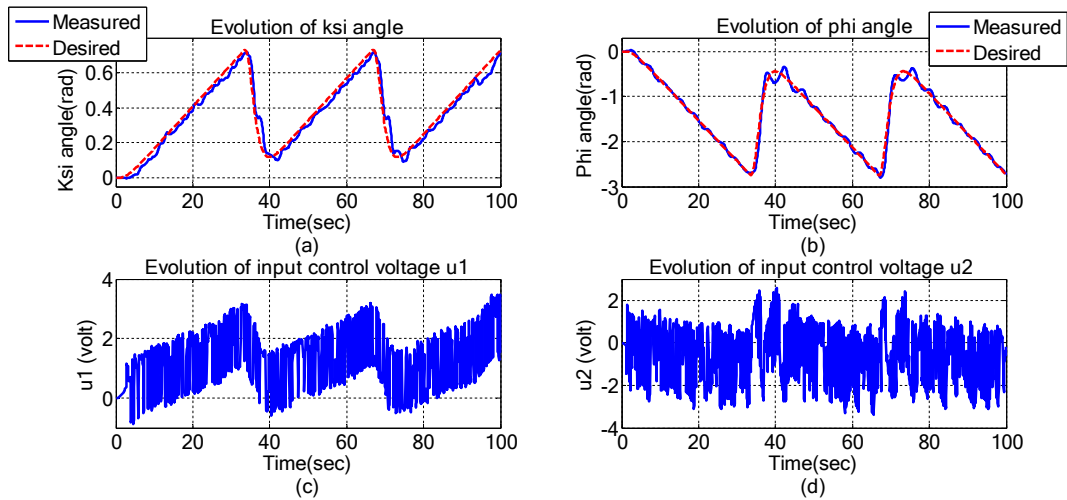 Measured
Desired
Evolution of ksi angle
Ksi angle(rad)
0.6
0.4
0.2
0
0 20 40 60 80 100
Time(sec)
(a)
Measured
Desired
Evolution of phi angle
Phi angle(rad)
0
-1
-2
-3
0 20 40 60 80 100
Time(sec)
(b)
Evolution of input control voltage u1
u1 (volt)
4
2
0
0 20 40 60 80 100
Time(sec)
(c)
Evolution of input control voltage u2
u2 (volt)
2
0
-2
-4
0 20 40 60 80 100
Time(sec)
(d)